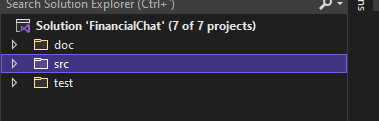 Search Solution Explorer (Ctrl+¨)
Solution 'FinancialChat' (7 of 7 projects)
doc
src
test